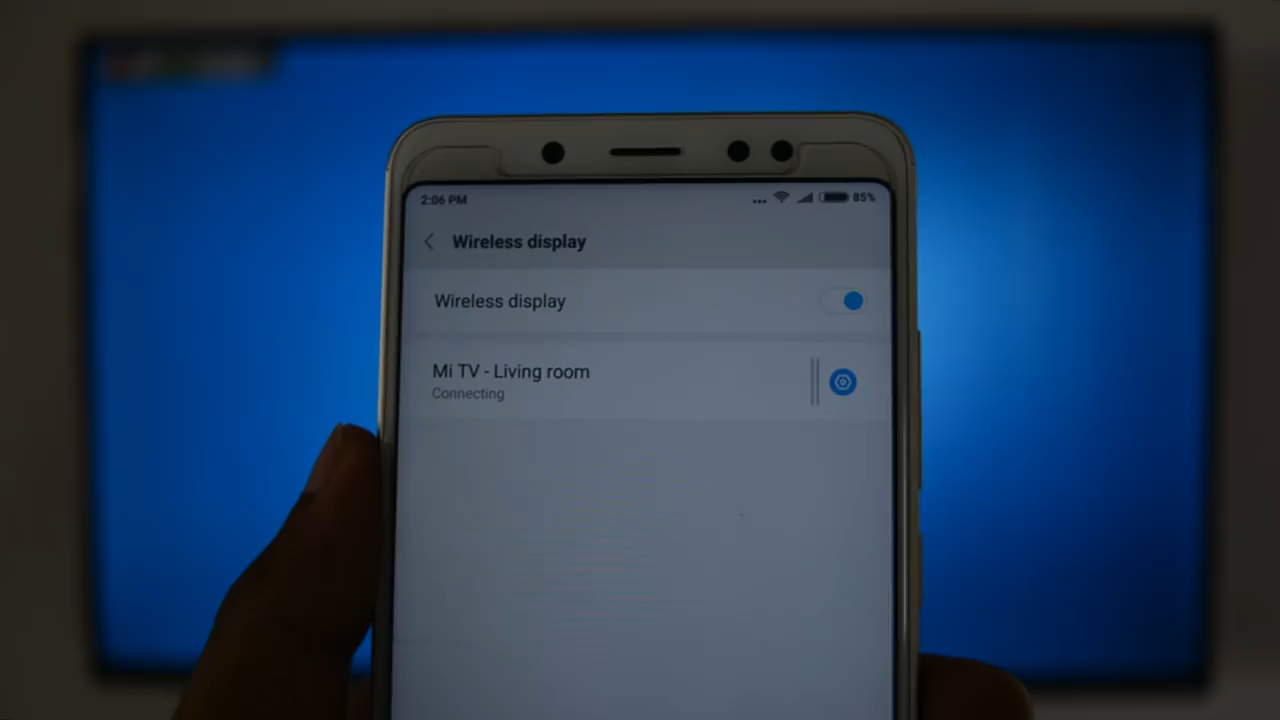 2:06 PM
85%
Wireless display
Wireless display
Mi TV - Living room
Connecting